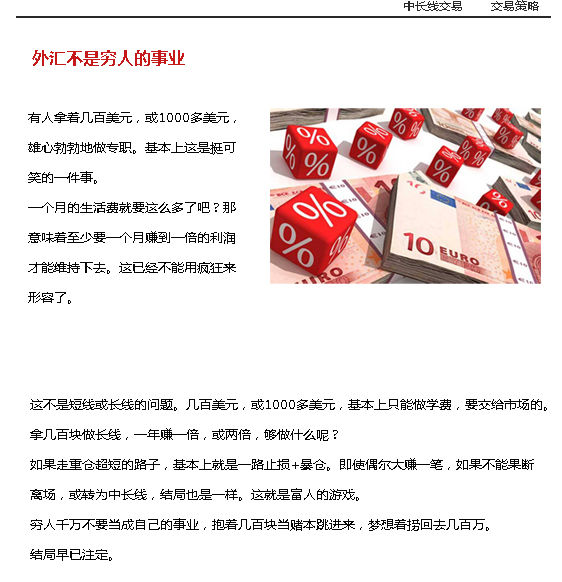 中长线交易 交易策略
外汇不是穷人的事业
有人拿着几百美元，或1000多美元，
雄心勃勃地做专职。基本上这是挺可
笑的一件事。
一个月的生活费就要这么多了吧？那
意味着至少要一个月赚到一倍的利润
才能维持下去。这已经不能用疯狂来
形容了。
%
%
%
%
%
%
%
%
%
10 EURO
这不是短线或长线的问题。几百美元，或1000多美元，基本上只能做学费，要交给市场的。
拿几百块做长线，一年赚一倍，或两倍，够做什么呢？
如果走重仓超短的路子，基本上就是一路止损+暴仓。即使偶尔大赚一笔，如果不能果断
离场，或转为中长线，结局也是一样。这就是富人的游戏。
穷人千万不要当成自己的事业，抱着几百块当赌本跳进来，梦想着捞回去几百万。
结局早已注定。